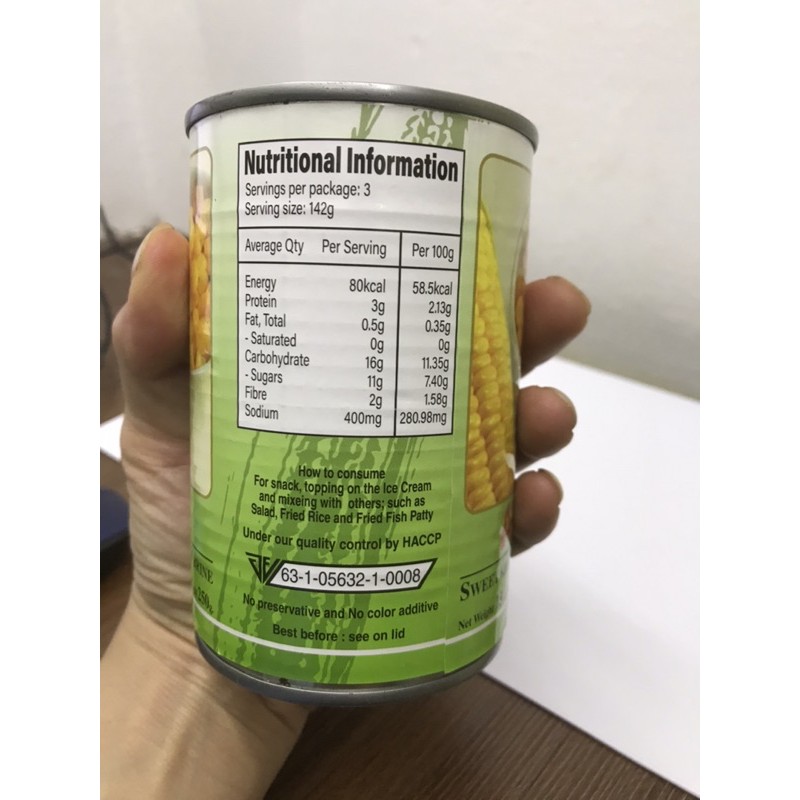 Nutritional Information
Servings per package: 3
Serving size: 142g
Average Qty Per Serving Per 100g
Energy 80kcal 58.5kcal
Protein 3g 2.13g
Fat, Total 0.5g 0.35g
- Saturated 0g 0g
Carbohydrate 16g 11.35g
- Sugars 11g 7.40g
Fibre 2g 1.58g
Sodium 400mg 280.98mg
How to consume
For snack, topping on the Ice Cream
and mixeing with others; such as
Salad, Fried Rice and Fried Fish Patty
Under our quality control by HACCP
63-1-05632-1-0008
No preservative and No color additive
Best before : see on lid
250g
Net Weight